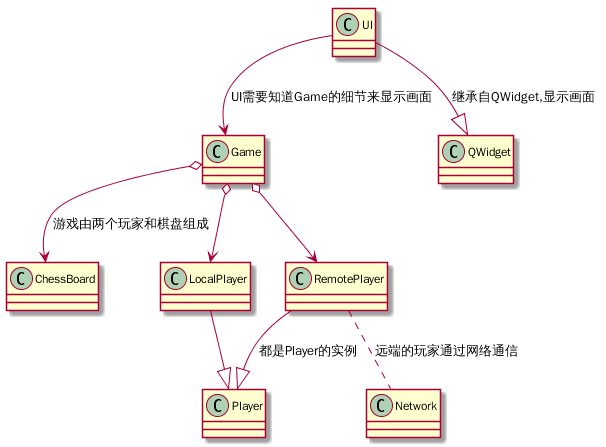 C UI
UI需要知道Game的细节来显示画面
继承自QWidget,显示画面
C Game
C QWidget
游戏由两个玩家和棋盘组成
C ChessBoard
C LocalPlayer
C RemotePlayer
都是Player的实例
远端的玩家通过网络通信
C Player
C Network